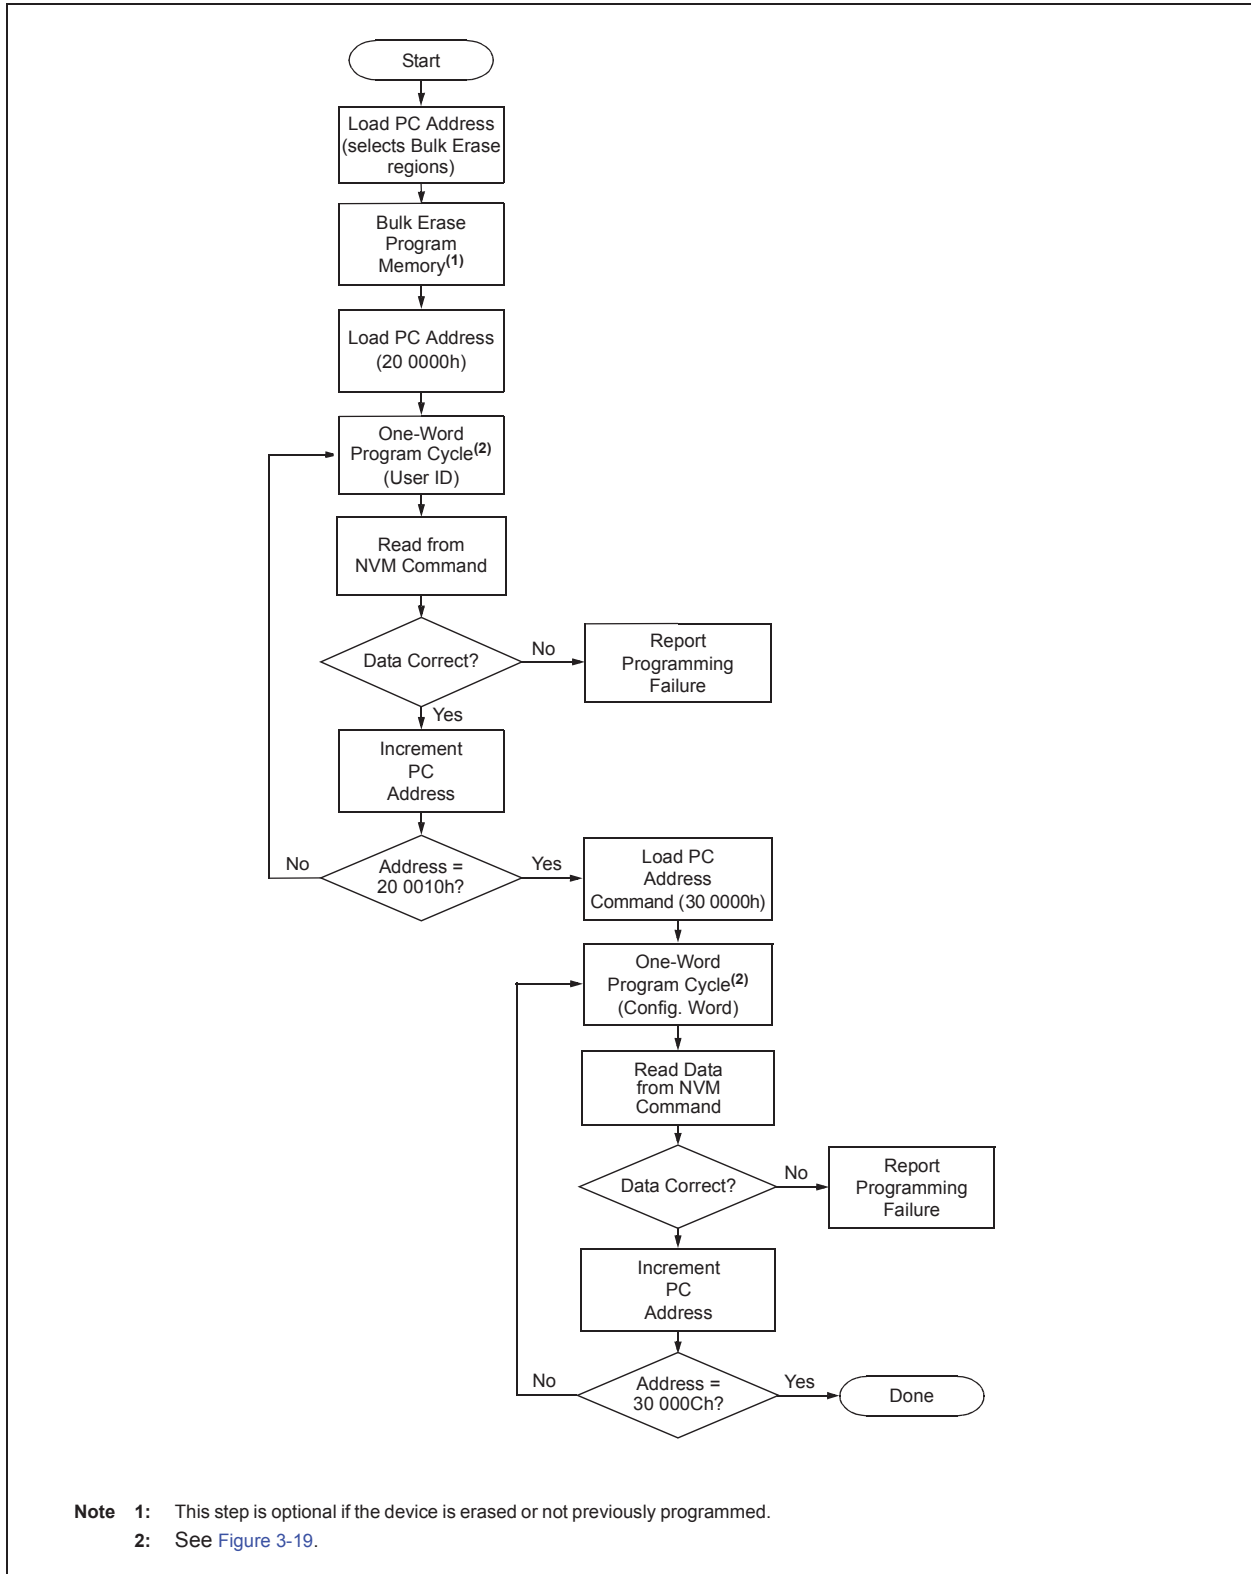 Start
Load PC Address
(selects Bulk Erase
regions)
Bulk Erase
Program
Memory(1)
Load PC Address
(20 0000h)
One-Word
Program Cycle(2)
(User ID)
Read from
NVM Command
Data Correct?
No
Report
Programming
Failure
Yes
Increment
PC
Address
No
Address =
20 0010h?
Yes
Load PC
Address
Command (30 0000h)
One-Word
Program Cycle(2)
(Config. Word)
Read Data
from NVM
Command
Data Correct?
No
Report
Programming
Failure
Increment
PC
Address
No
Address =
30 000Ch?
Yes
Done
Note 1: This step is optional if the device is erased or not previously programmed.
2: See Figure 3-19.